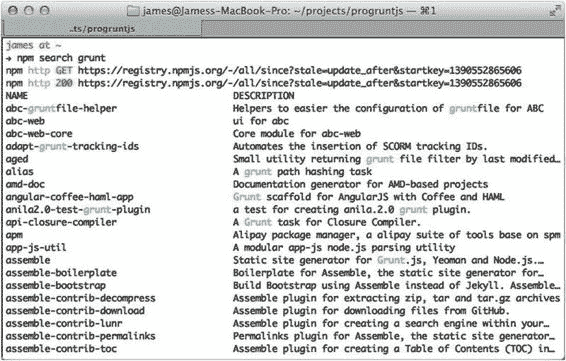 james@Jamess-MacBook-Pro: ~/projects/progruntjs — ⌘1
..ts/progruntjs
james at ~
→ npm search grunt
npm http GET https://registry.npmjs.org/-/all/since?stale=update_after&startkey=1390552865606
npm http 200 https://registry.npmjs.org/-/all/since?stale=update_after&startkey=1390552865606
NAME DESCRIPTION
abc-gruntfile-helper Helpers to easier the configuration of gruntfile for ABC
abc-web ui for abc
abc-web-core Core module for abc-web
adapt-grunt-tracking-ids Automates the insertion of SCORM tracking IDs.
aged Small utility returning grunt file filter by last modified…
alias A grunt path hashing task
amd-doc Documentation generator for AMD-based projects
angular-coffee-haml-app Grunt scaffold for AngularJS with Coffee and HAML
anila2.0-test-grunt-plugin a test for creating anila.2.0 grunt plugin.
api-closure-compiler A Grunt task for Closure Compiler.
apm Alipay package manager, a alipay suite of tools base on spm
app-js-util A modular app-js node.js parsing utility
assemble Static site generator for Grunt.js, Yeoman and Node.js.…
assemble-boilerplate Boilerplate for Assemble, the static site generator for…
assemble-bootstrap Build Bootstrap using Assemble instead of Jekyll. Assemble…
assemble-contrib-decompress Assemble plugin for extracting zip, tar and tar.gz archives
assemble-contrib-download Assemble plugin for downloading files from GitHub.
assemble-contrib-lunr Assemble plugin for creating a search engine within your…
assemble-contrib-permalinks Permalinks plugin for Assemble, the static site generator…
assemble-contrib-toc Assemble plugin for creating a Table of Contents (TOC) in…